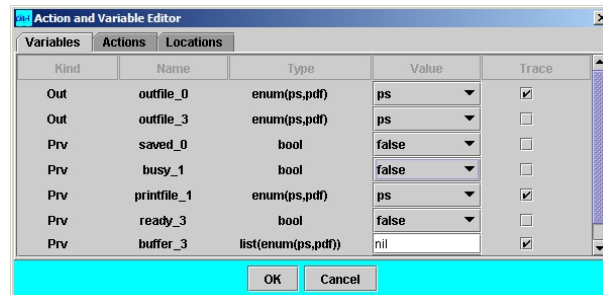 Action and Variable Editor
Variables Actions Locations
Kind Name Type Value Trace
Out outfile_0 enum(ps,pdf) ps
Out outfile_3 enum(ps,pdf) ps
Prv saved_0 bool false
Prv busy_1 bool false
Prv printfile_1 enum(ps,pdf) ps
Prv ready_3 bool false
Prv buffer_3 list(enum(ps,pdf)) nil
OK Cancel